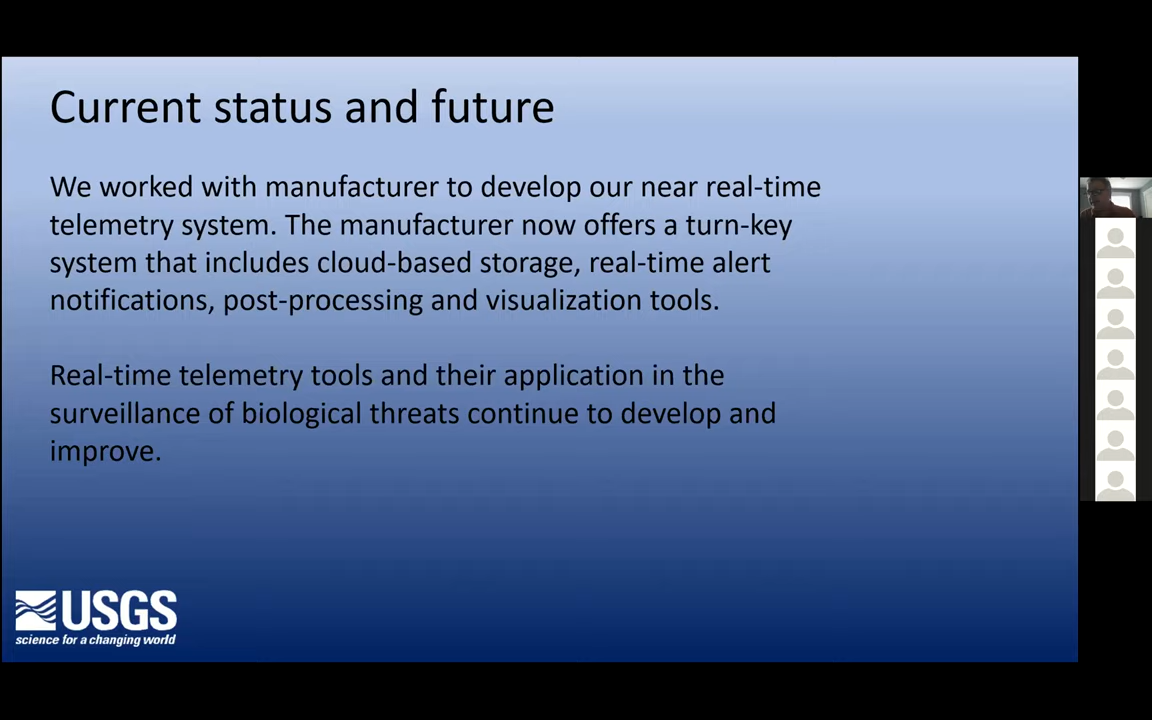 Current status and future
We worked with manufacturer to develop our near real-time
telemetry system. The manufacturer now offers a turn-key
system that includes cloud-based storage, real-time alert
notifications, post-processing and visualization tools.
Real-time telemetry tools and their application in the
surveillance of biological threats continue to develop and
improve.
USGS
science for a changing world